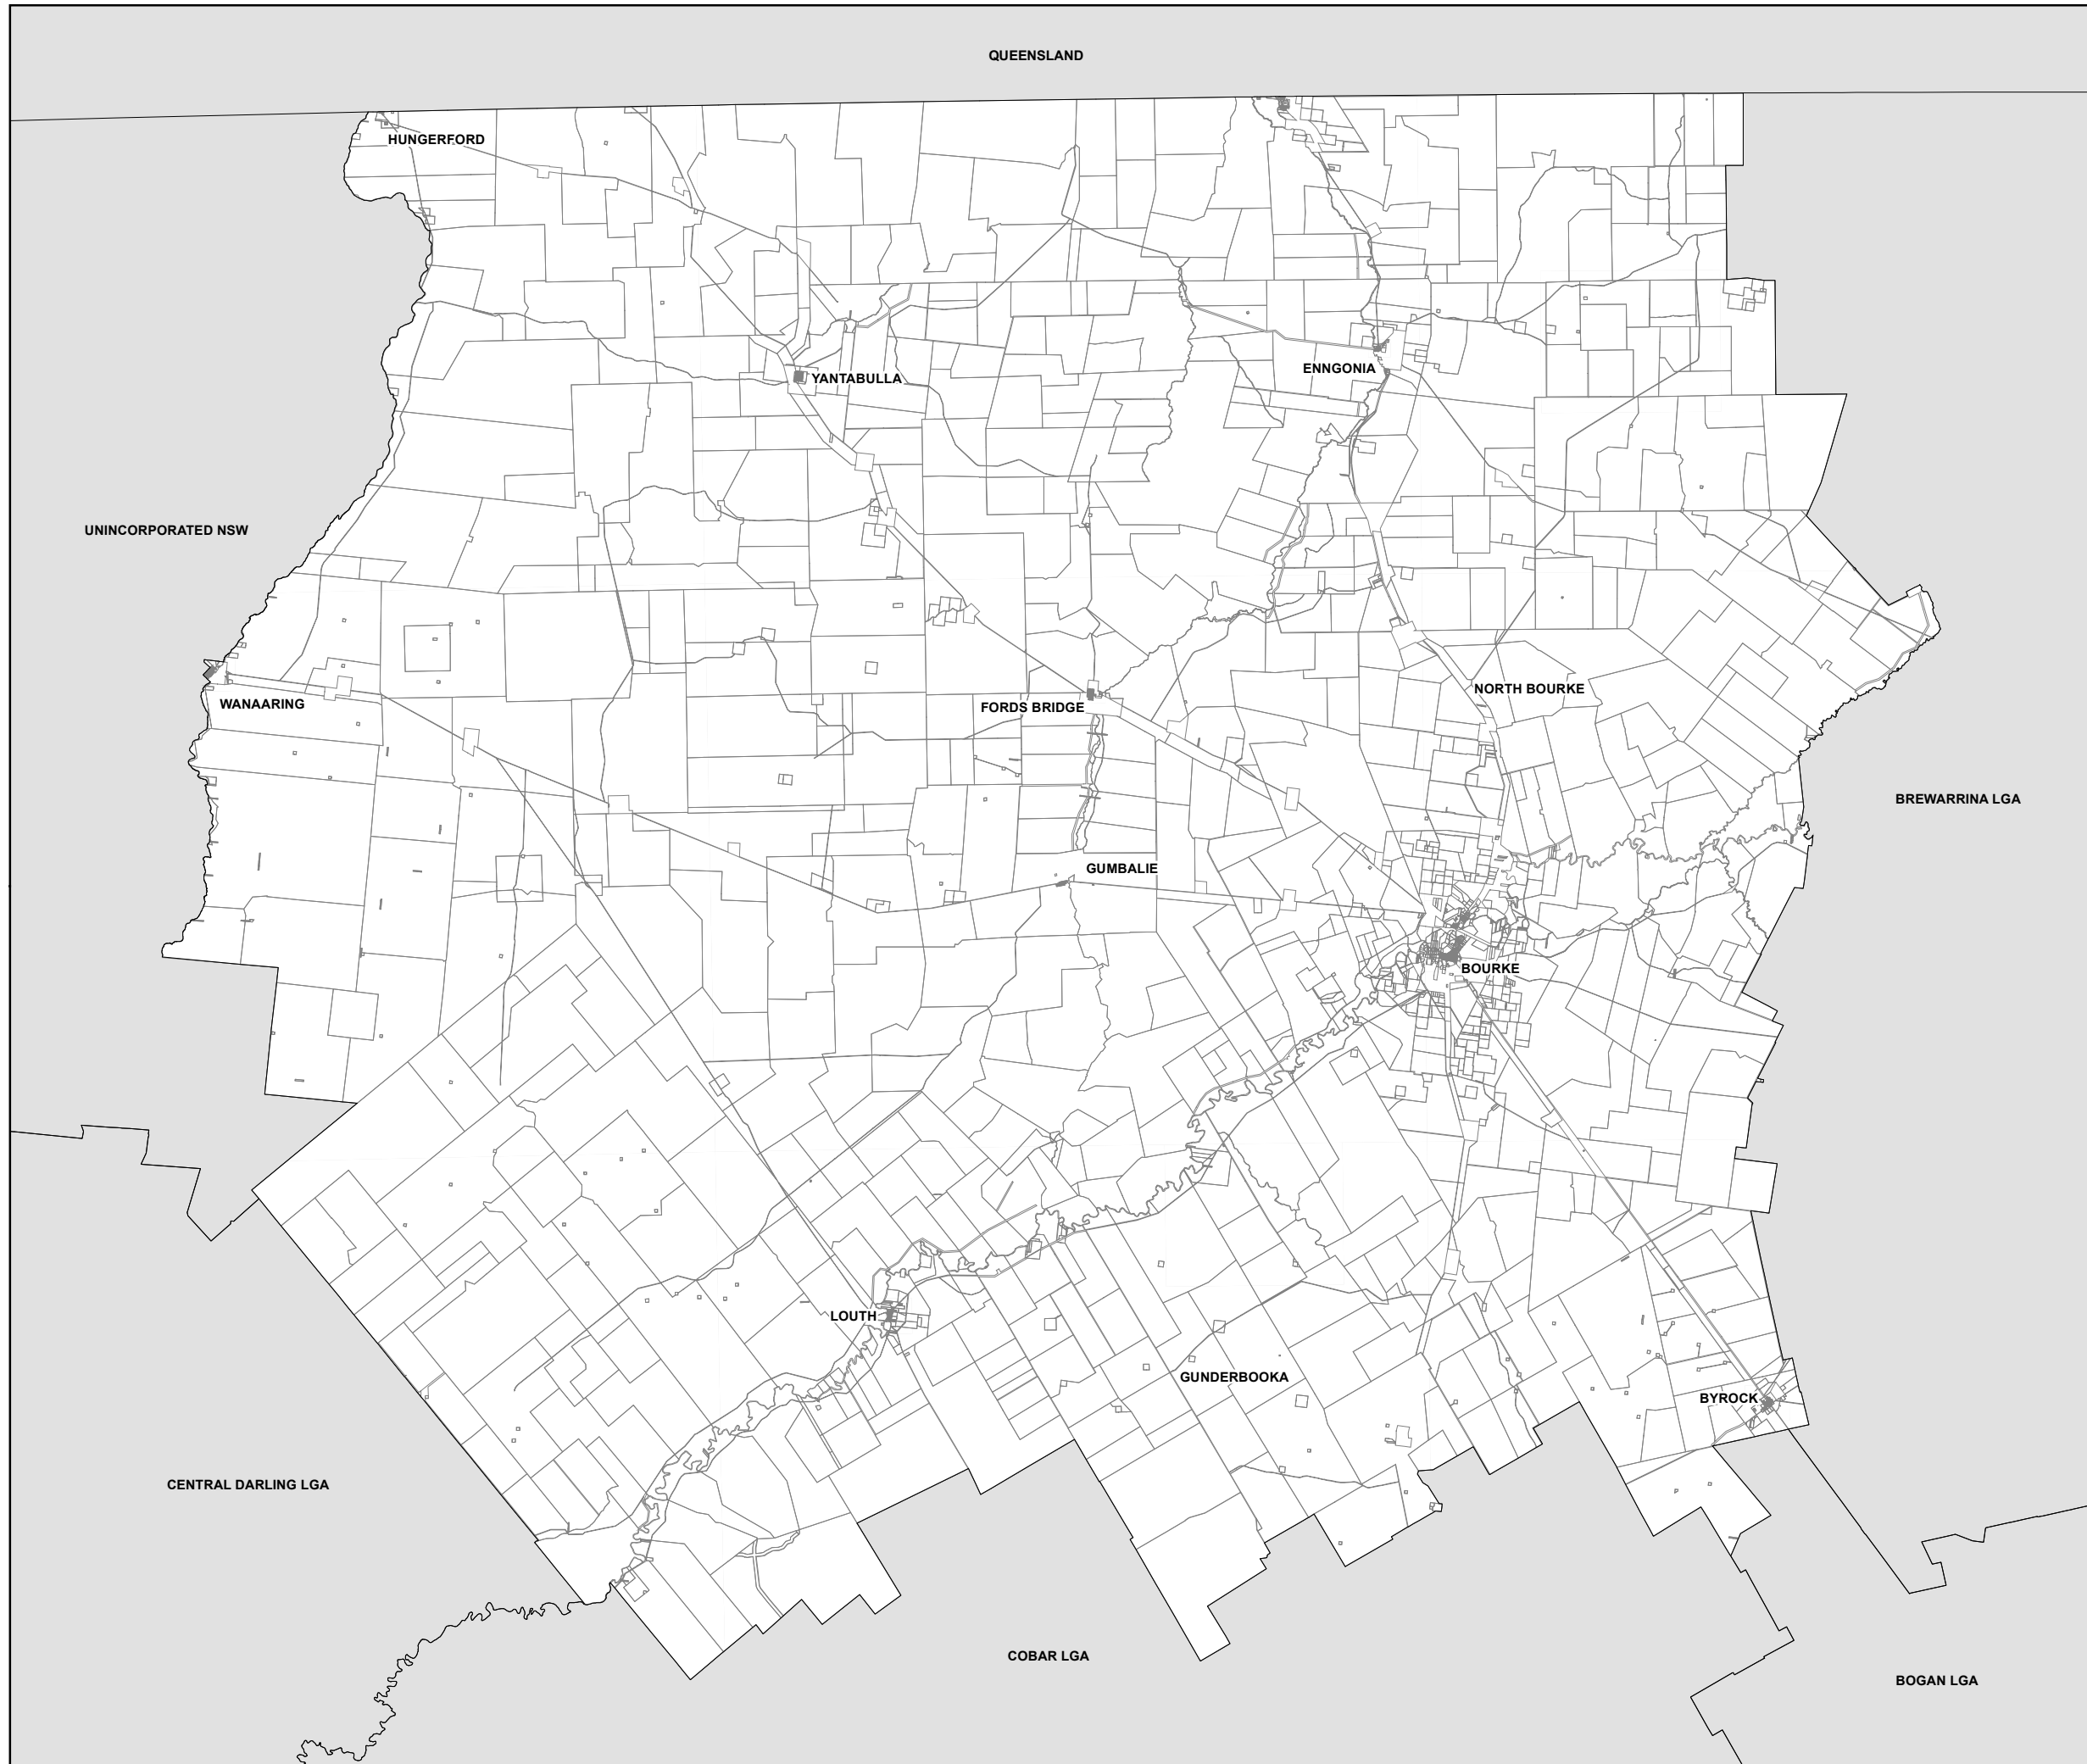 QUEENSLAND
HUNGERFORD
ENNGONIA
YANTABULLA
UNINCORPORATED NSW
NORTH BOURKE
WANAARING
FORDS BRIDGE
BREWARRINA LGA
GUMBALIE
BOURKE
LOUTH
GUNDERBOOKA
BYROCK
CENTRAL DARLING LGA
COBAR LGA
BOGAN LGA